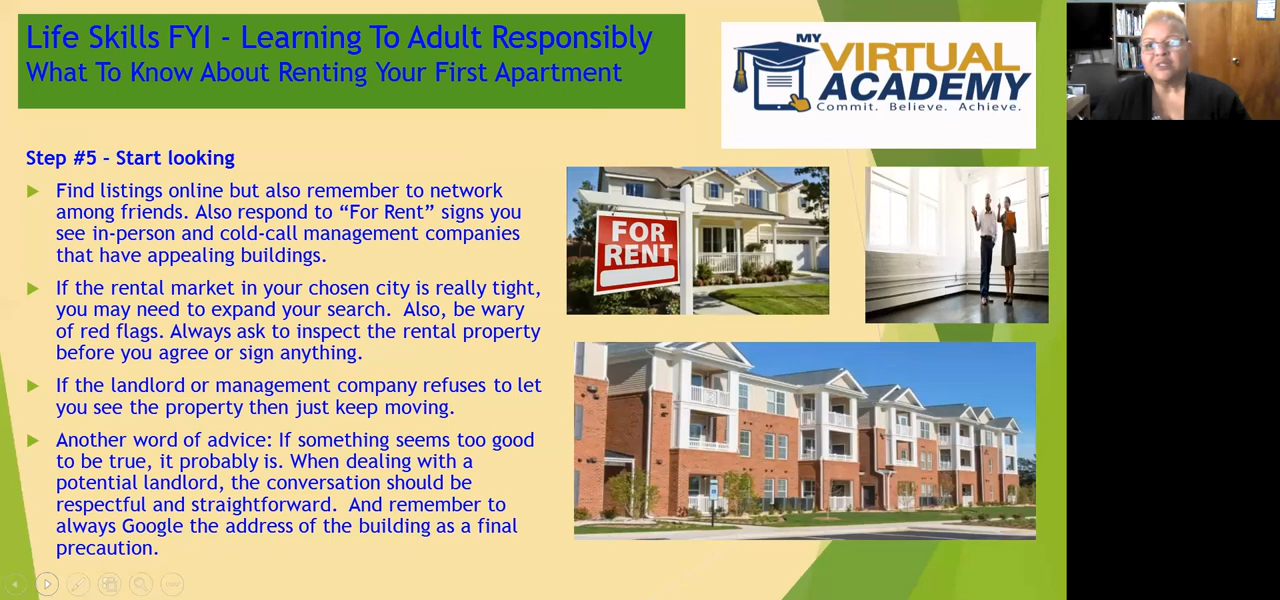 Life Skills FYI - Learning To Adult Responsibly
What To Know About Renting Your First Apartment
MY
VIRTUAL
ACADEMY
Commit. Believe. Achieve.
Step #5 - Start looking
Find listings online but also remember to network
among friends. Also respond to “For Rent” signs you
see in-person and cold-call management companies
that have appealing buildings.
If the rental market in your chosen city is really tight,
you may need to expand your search.  Also, be wary
of red flags. Always ask to inspect the rental property
before you agree or sign anything.
If the landlord or management company refuses to let
you see the property then just keep moving.
Another word of advice: If something seems too good
to be true, it probably is. When dealing with a
potential landlord, the conversation should be
respectful and straightforward.  And remember to
always Google the address of the building as a final
precaution.
FOR
RENT